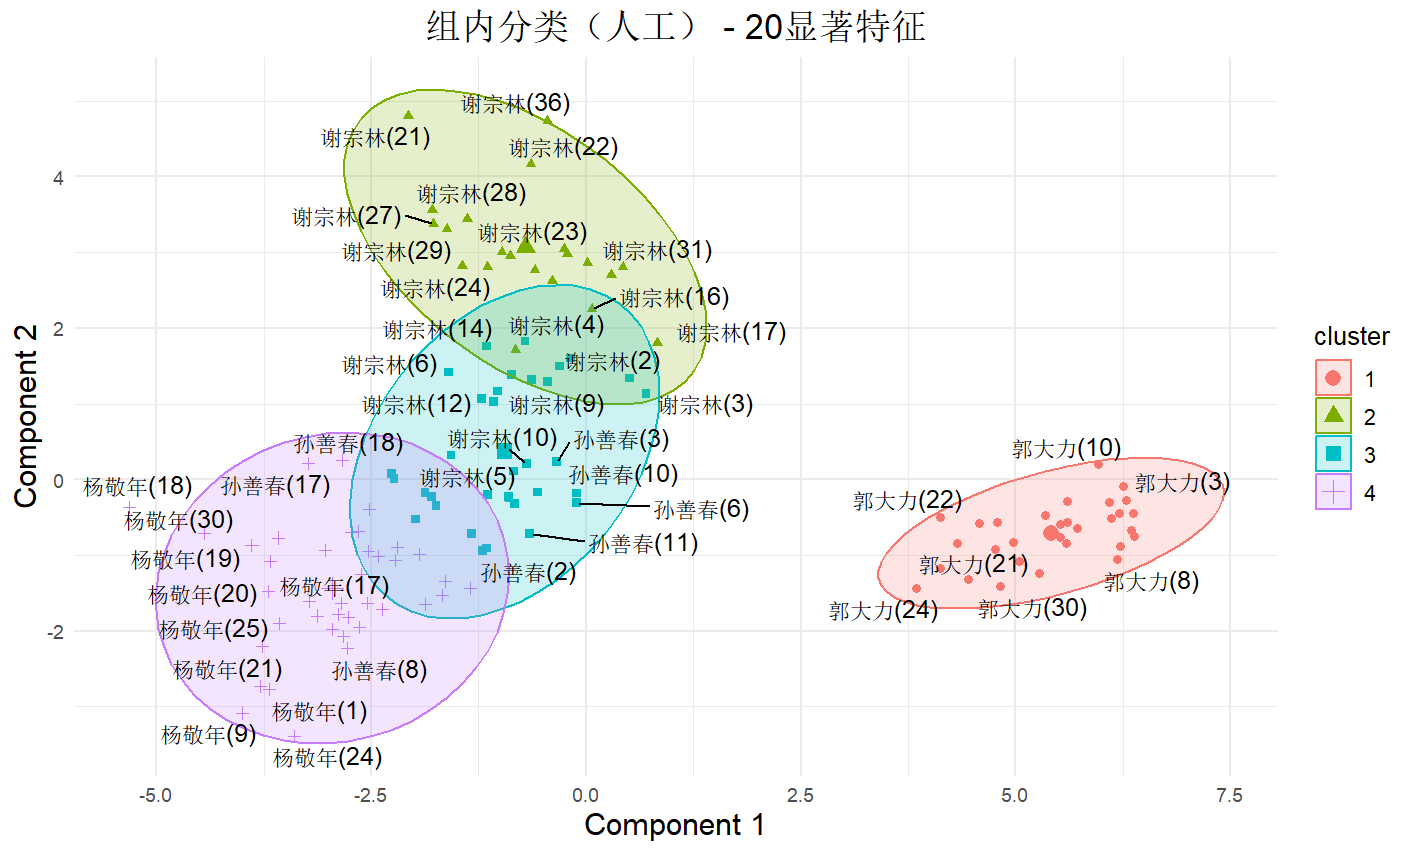 组内分类（人工） - 20显著特征
谢宗林(36)
谢宗林(21)
谢宗林(22)
谢宗林(28)
谢宗林(27)
谢宗林(23)
谢宗林(29)
谢宗林(31)
谢宗林(24)
谢宗林(16)
谢宗林(14)
谢宗林(4)
谢宗林(17)
谢宗林(6)
谢宗林(2)
谢宗林(12)
谢宗林(9)
谢宗林(3)
孙善春(18)
谢宗林(10)
孙善春(3)
郭大力(10)
谢宗林(5)
孙善春(10)
杨敬年(18)
孙善春(17)
郭大力(3)
郭大力(22)
孙善春(6)
杨敬年(30)
孙善春(11)
杨敬年(19)
郭大力(21)
孙善春(2)
郭大力(8)
杨敬年(17)
杨敬年(20)
郭大力(24)
郭大力(30)
杨敬年(25)
杨敬年(21)
孙善春(8)
杨敬年(1)
杨敬年(9)
杨敬年(24)
Component 2
4
2
0
-2
-5.0
-2.5
0.0
2.5
5.0
7.5
Component 1
cluster
1
2
3
4